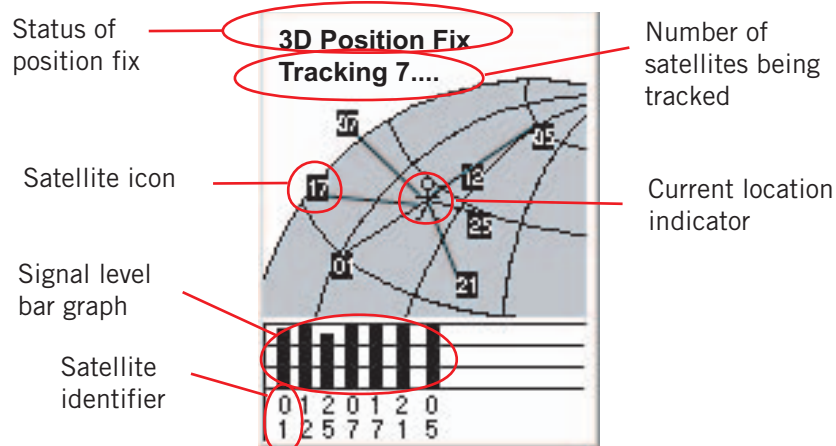 Status of
position fix
3D Position Fix
Tracking 7....
Number of
satellites being
tracked
07
05
Satellite icon
17
12
Current location
indicator
25
01
21
Signal level
bar graph
Satellite
identifier
0 1 2 0 1 2 0
1 2 5 7 7 1 5